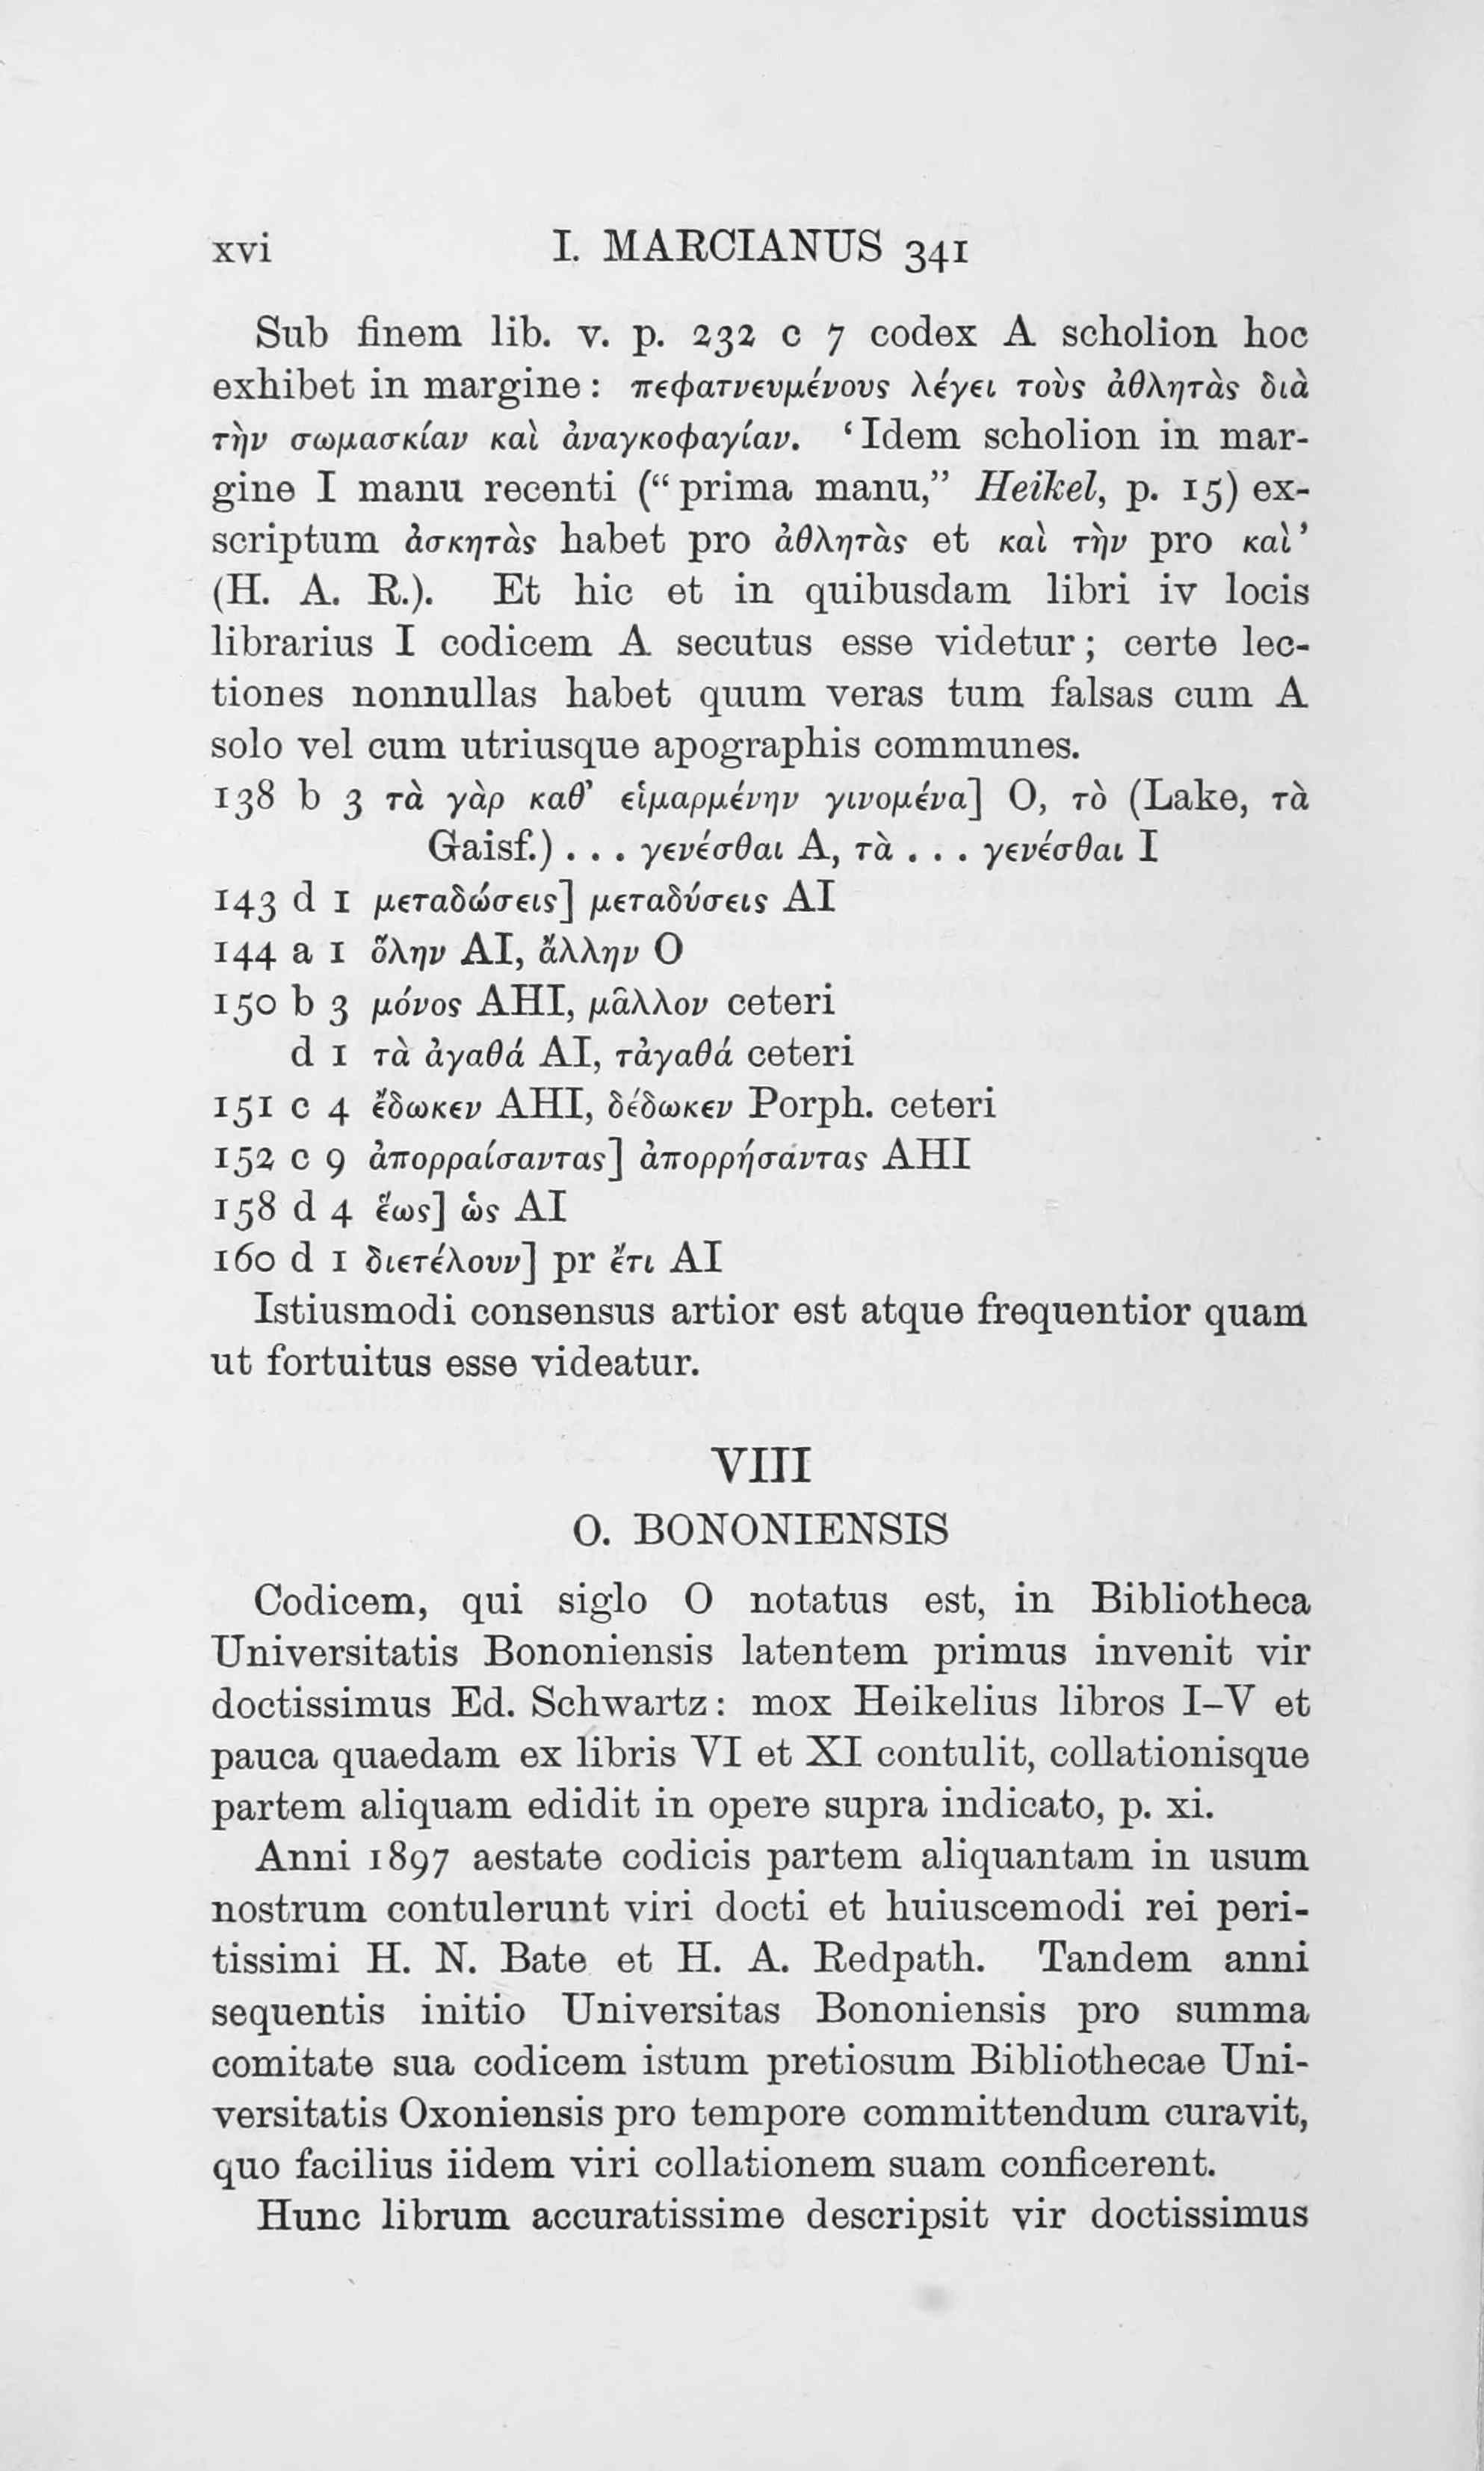 xvi I. MARCIANUS 341
Sub finem lib. v. p. 232 c 7 codex A scholion hoc
exhibet in margine: πεφατνευμένους λέγει τοὺς ἀθλητὰς διὰ
τὴν σωμασκίαν καὶ ἀναγκοφαγίαν. ‘Idem scholion in mar-
gine I manu recenti (“prima manu,” Heikel, p. 15) ex-
scriptum ἀσκητὰς habet pro ἀθλητὰς et καὶ τὴν pro καὶ’
(H. A. R.). Et hic et in quibusdam libri iv locis
librarius I codicem A secutus esse videtur; certe lec-
tiones nonnullas habet quum veras tum falsas cum A
solo vel cum utriusque apographis communes.
138 b 3 τὰ γὰρ καθ’ εἱμαρμένην γινομένα] O, τὸ (Lake, τὰ
Gaisf.) . . . γενέσθαι A, τὰ . . . γενέσθαι I
143 d 1 μεταδώσεις] μεταδύσεις AI
144 a 1 ὅλην AI, ἄλλην O
150 b 3 μόνος AHI, μᾶλλον ceteri
d 1 τὰ ἀγαθά AI, τἀγαθά ceteri
151 c 4 ἔδωκεν AHI, δέδωκεν Porph. ceteri
152 c 9 ἀπορραίσαντας] ἀπορρήσαντας AHI
158 d 4 ἕως] ὡς AI
160 d 1 διετέλουν] pr ἔτι AI
Istiusmodi consensus artior est atque frequentior quam
ut fortuitus esse videatur.
VIII
O. BONONIENSIS
Codicem, qui siglo O notatus est, in Bibliotheca
Universitatis Bononiensis latentem primus invenit vir
doctissimus Ed. Schwartz: mox Heikelius libros I–V et
pauca quaedam ex libris VI et XI contulit, collationisque
partem aliquam edidit in opere supra indicato, p. xi.
Anni 1897 aestate codicis partem aliquantam in usum
nostrum contulerunt viri docti et huiuscemodi rei peri-
tissimi H. N. Bate et H. A. Redpath. Tandem anni
sequentis initio Universitas Bononiensis pro summa
comitate sua codicem istum pretiosum Bibliothecae Uni-
versitatis Oxoniensis pro tempore committendum curavit,
quo facilius iidem viri collationem suam conficerent.
Hunc librum accuratissime descripsit vir doctissimus